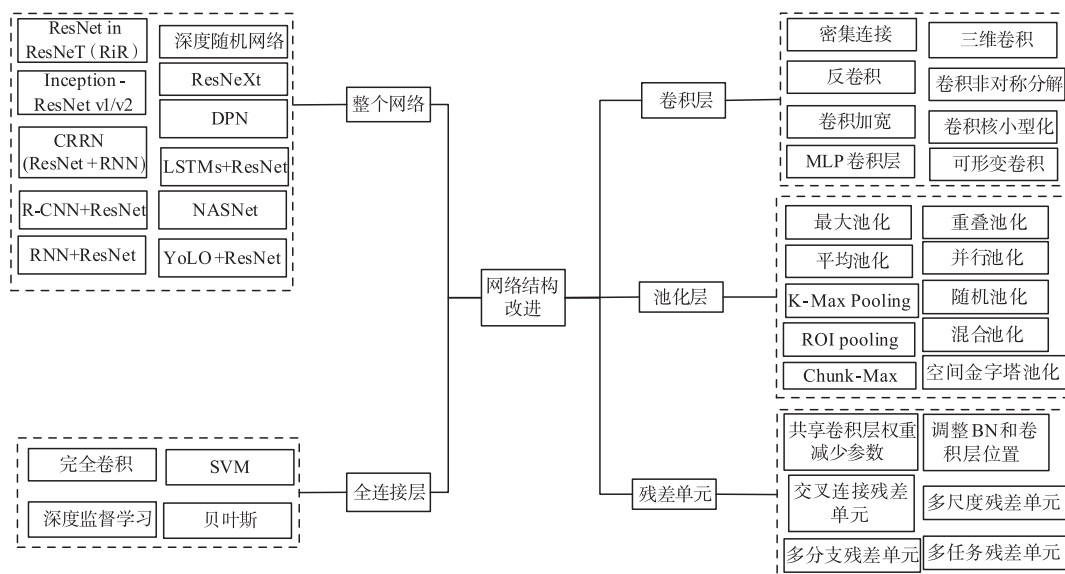 ResNet in
ResNeT (RiR)
深度随机网络
Inception -
ResNet v1/v2
ResNeXt
DPN
CRRN
(ResNet+RNN)
LSTMs+ResNet
R-CNN+ResNet
NASNet
RNN+ResNet
YoLO+ResNet
整个网络
完全卷积
SVM
深度监督学习
贝叶斯
全连接层
网络结构
改进
卷积层
密集连接
三维卷积
反卷积
卷积非对称分解
卷积加宽
卷积核小型化
MLP 卷积层
可形变卷积
池化层
最大池化
重叠池化
平均池化
并行池化
K-Max Pooling
随机池化
ROI pooling
混合池化
Chunk-Max
空间金字塔池化
残差单元
共享卷积层权重
减少参数
调整 BN 和卷
积层位置
交叉连接残差
单元
多尺度残差单元
多分支残差单元
多任务残差单元